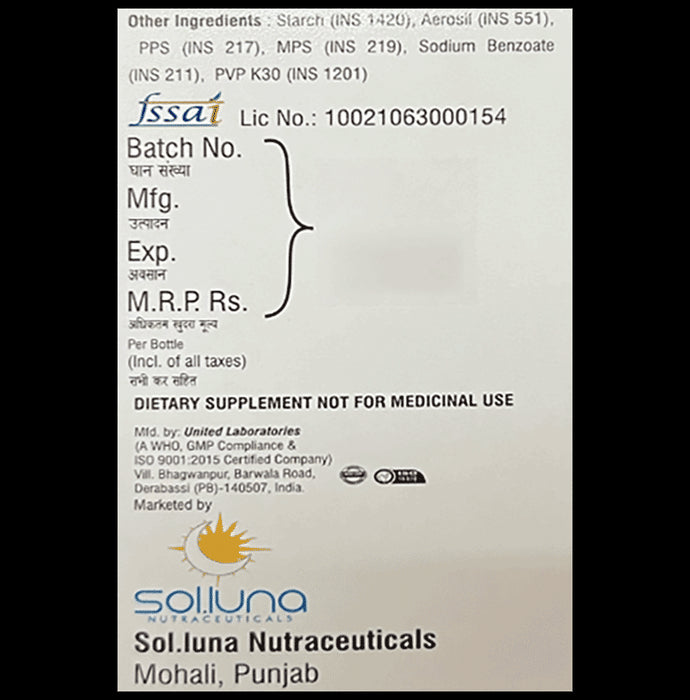 Other Ingredients : Starch (INS 1420), Aerosil (INS 551),
PPS (INS 217), MPS (INS 219), Sodium Benzoate
(INS 211), PVP K30 (INS 1201)
fssai Lic No.: 10021063000154
Batch No.
घान संख्या
Mfg.
उत्पादन
Exp.
अवसान
M.R.P. Rs.
अधिकतम खुदरा मूल्य
Per Bottle
(Incl. of all taxes)
सभी कर सहित
DIETARY SUPPLEMENT NOT FOR MEDICINAL USE
Mfd. by: United Laboratories
(A WHO, GMP Compliance &
ISO 9001:2015 Certified Company)
Vill. Bhagwanpur, Barwala Road,
Derabassi (PB)-140507, India.
Marketed by
sol.luna
NUTRACEUTICALS
Sol.luna Nutraceuticals
Mohali, Punjab